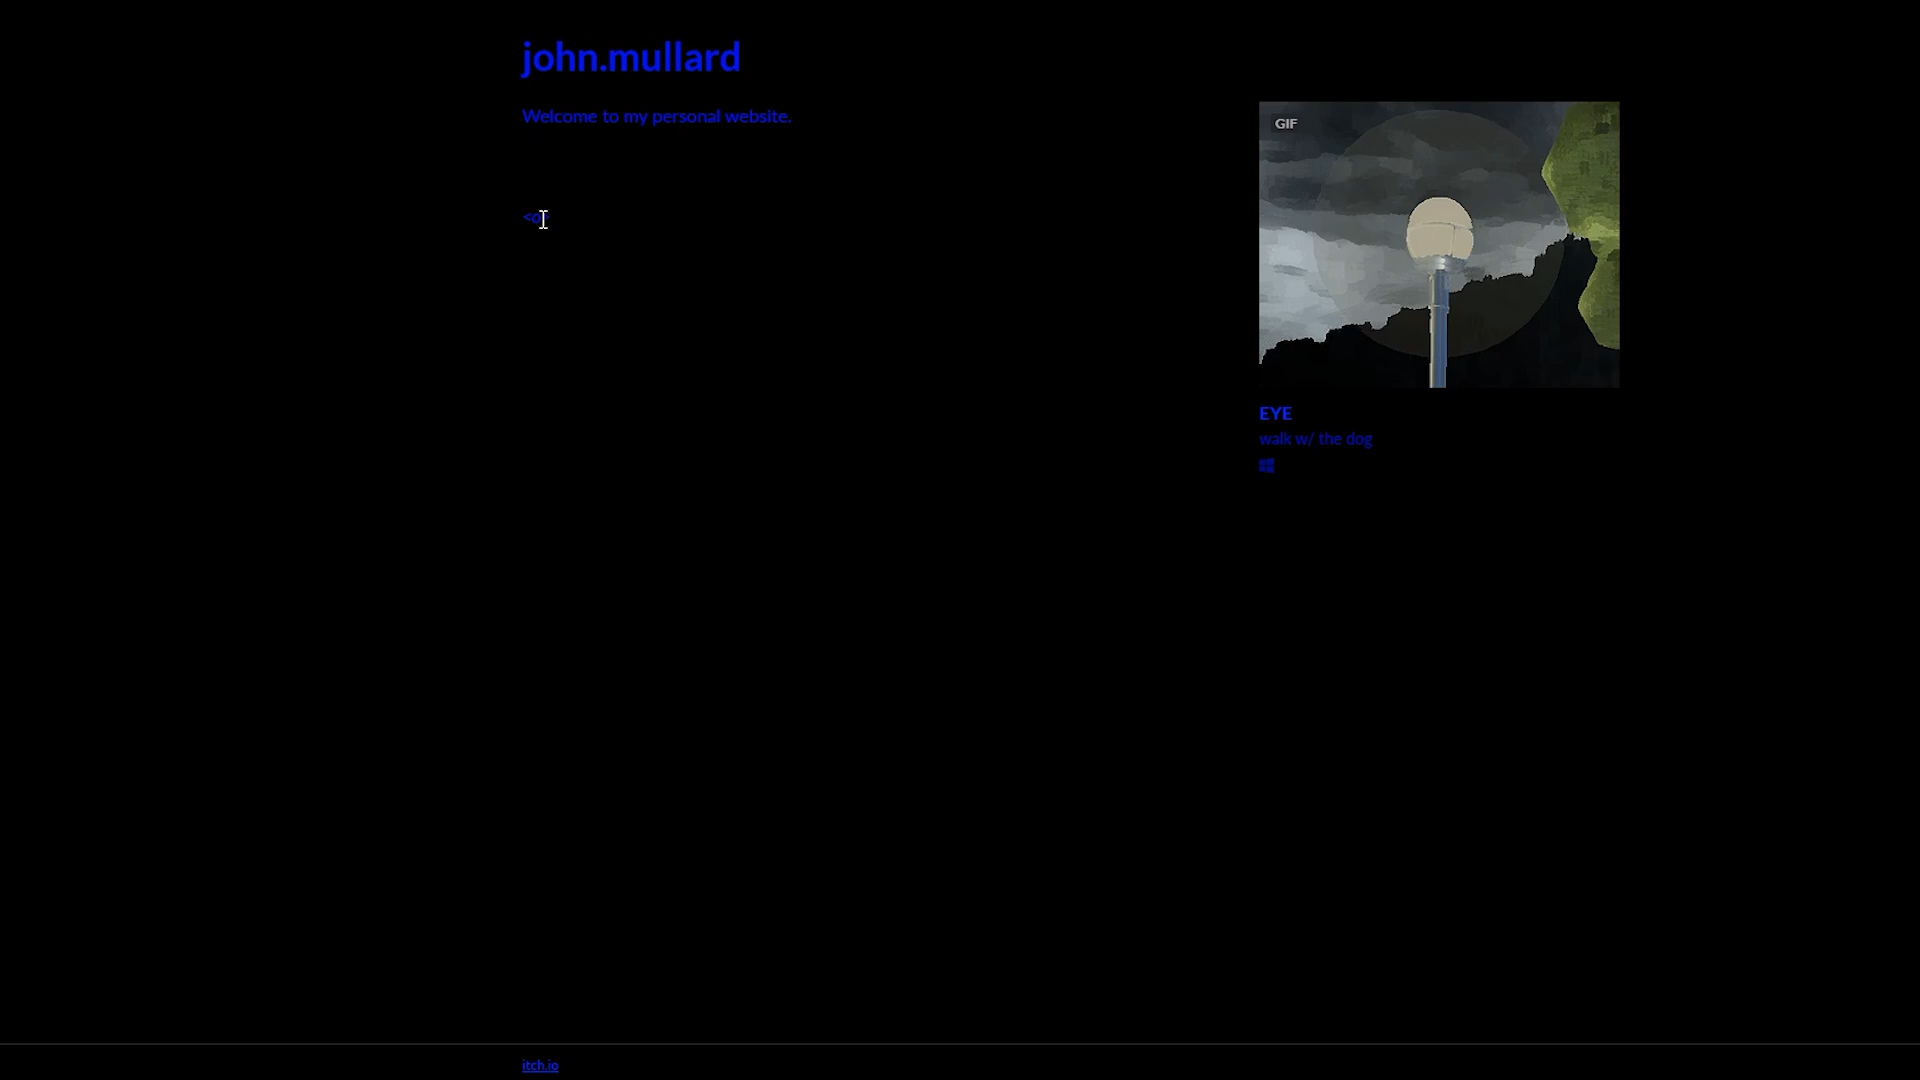 john.mullard
Welcome to my personal website.
<o>
GIF
EYE
walk w/ the dog
itch.io